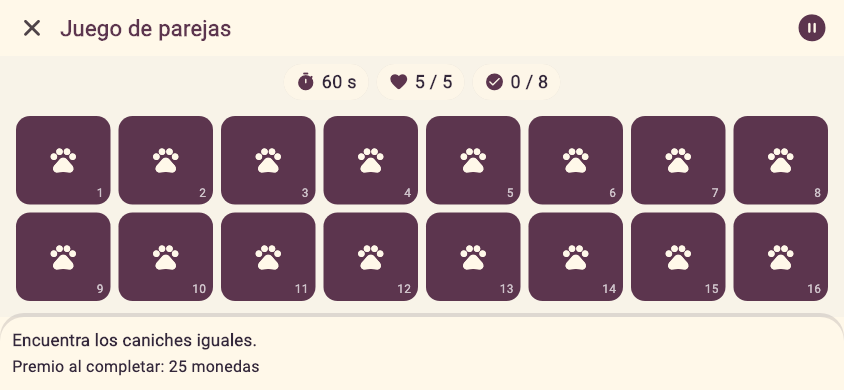 Juego de parejas
60 s 5 / 5 0 / 8
1 2 3 4 5 6 7 8
9 10 11 12 13 14 15 16
Encuentra los caniches iguales.
Premio al completar: 25 monedas